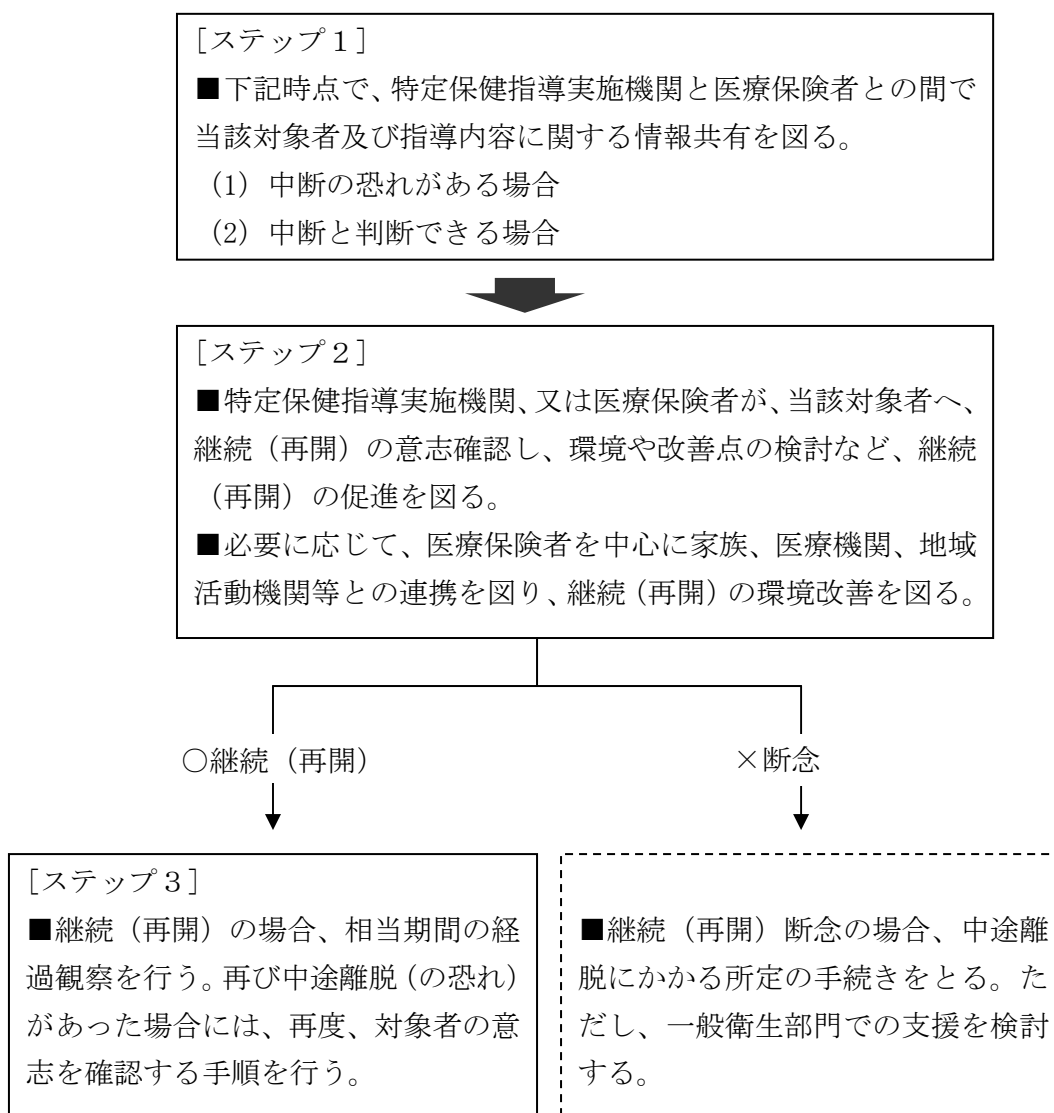 ［ステップ１］
■下記時点で、特定保健指導実施機関と医療保険者との間で
当該対象者及び指導内容に関する情報共有を図る。
（1）中断の恐れがある場合
（2）中断と判断できる場合
［ステップ２］
■特定保健指導実施機関、又は医療保険者が、当該対象者へ、
継続（再開）の意志確認し、環境や改善点の検討など、継続
（再開）の促進を図る。
■必要に応じて、医療保険者を中心に家族、医療機関、地域
活動機関等との連携を図り、継続（再開）の環境改善を図る。
○継続（再開）
×断念
［ステップ３］
■継続（再開）の場合、相当期間の経
過観察を行う。再び中途離脱（の恐れ）
があった場合には、再度、対象者の意
志を確認する手順を行う。
■継続（再開）断念の場合、中途離
脱にかかる所定の手続きをとる。た
だし、一般衛生部門での支援を検討
する。